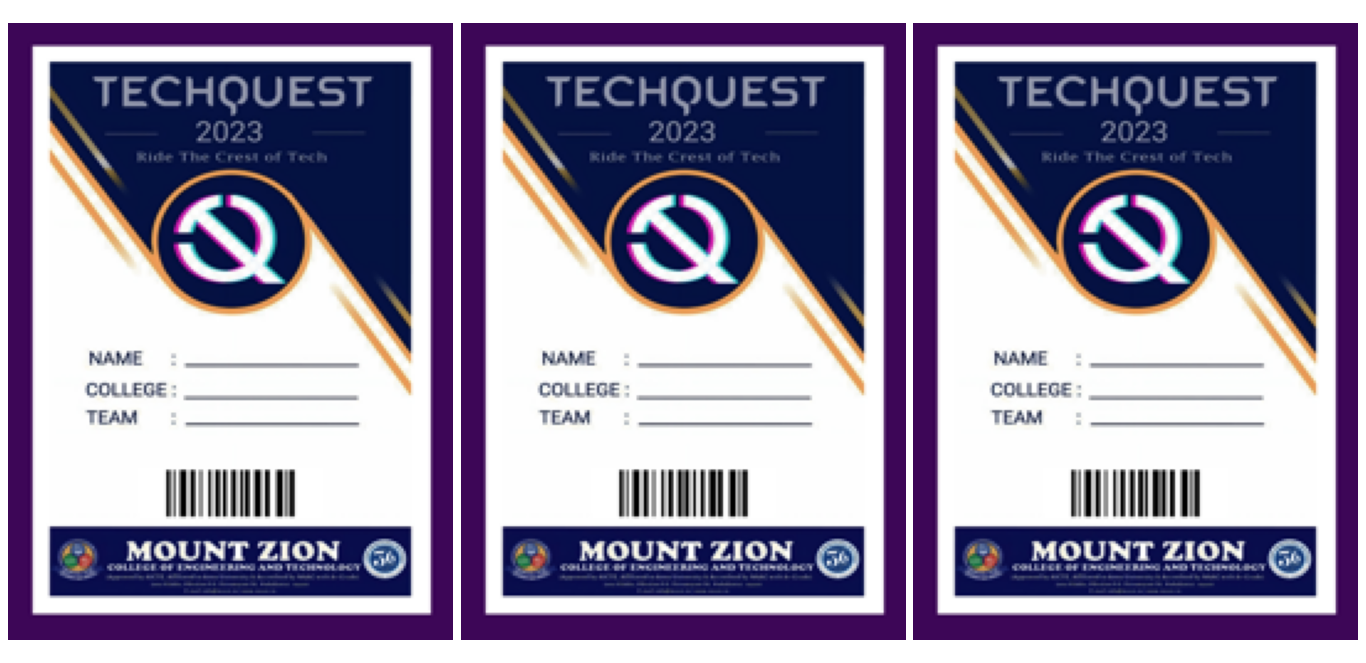 TECHQUEST
2023
Ride The Crest of Tech
NAME :
COLLEGE :
TEAM :
MOUNT ZION
COLLEGE OF ENGINEERING AND TECHNOLOGY
TECHQUEST
2023
Ride The Crest of Tech
NAME :
COLLEGE :
TEAM :
MOUNT ZION
COLLEGE OF ENGINEERING AND TECHNOLOGY
TECHQUEST
2023
Ride The Crest of Tech
NAME :
COLLEGE :
TEAM :
MOUNT ZION
COLLEGE OF ENGINEERING AND TECHNOLOGY